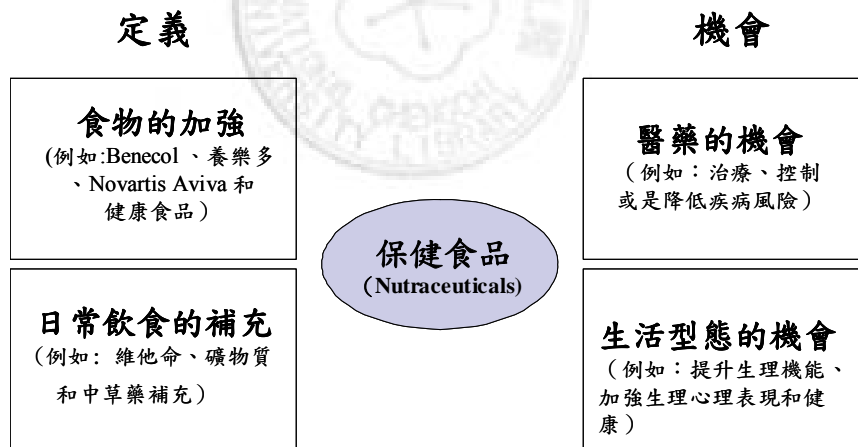 定義
機會
食物的加強
(例如:Benecol 、養樂多
、Novartis Aviva 和
健康食品）
醫藥的機會
（例如：治療、控制
或是降低疾病風險）
保健食品
（Nutraceuticals)
日常飲食的補充
（例如: 維他命、礦物質
和中草藥補充）
生活型態的機會
（例如：提升生理機能、
加強生理心理表現和健
康）